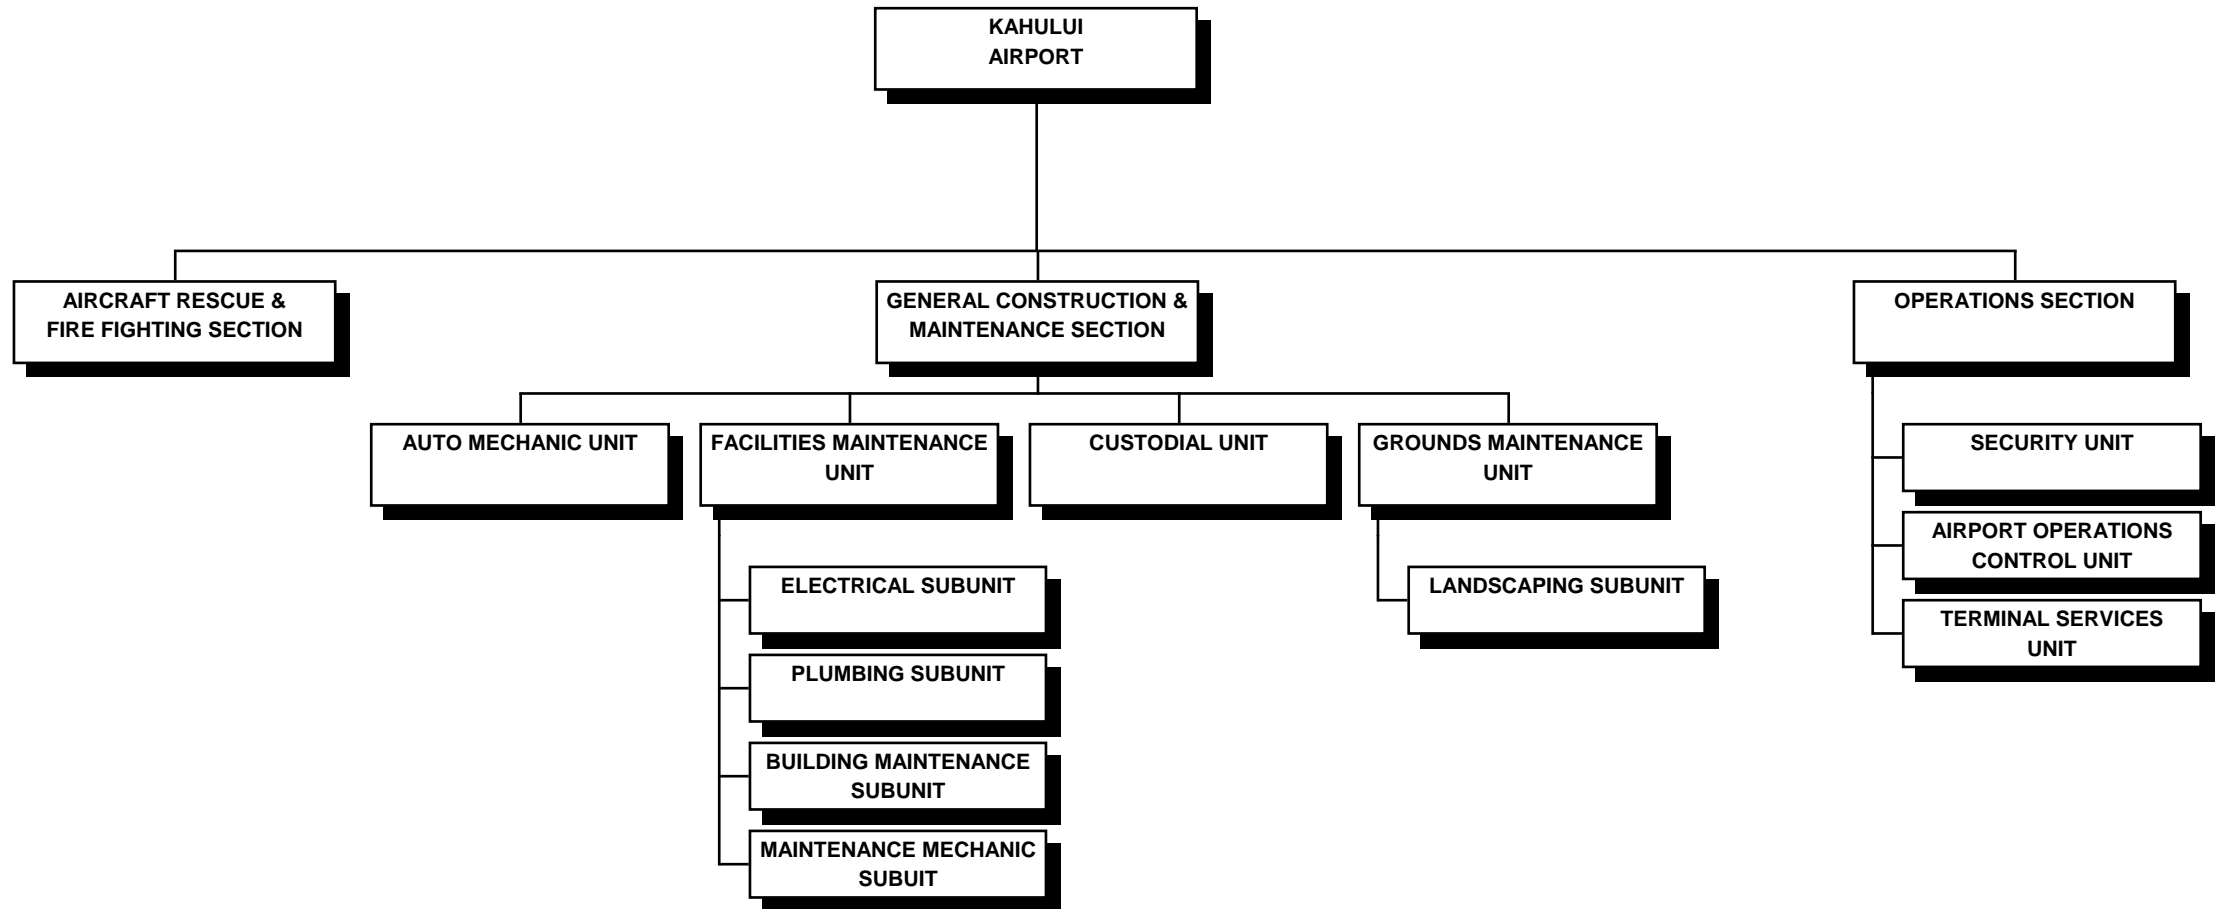 KAHULUI
AIRPORT
AIRCRAFT RESCUE &
FIRE FIGHTING SECTION
GENERAL CONSTRUCTION &
MAINTENANCE SECTION
OPERATIONS SECTION
AUTO MECHANIC UNIT
FACILITIES MAINTENANCE
UNIT
CUSTODIAL UNIT
GROUNDS MAINTENANCE
UNIT
SECURITY UNIT
AIRPORT OPERATIONS
CONTROL UNIT
TERMINAL SERVICES
UNIT
ELECTRICAL SUBUNIT
PLUMBING SUBUNIT
BUILDING MAINTENANCE
SUBUNIT
MAINTENANCE MECHANIC
SUBUIT
LANDSCAPING SUBUNIT